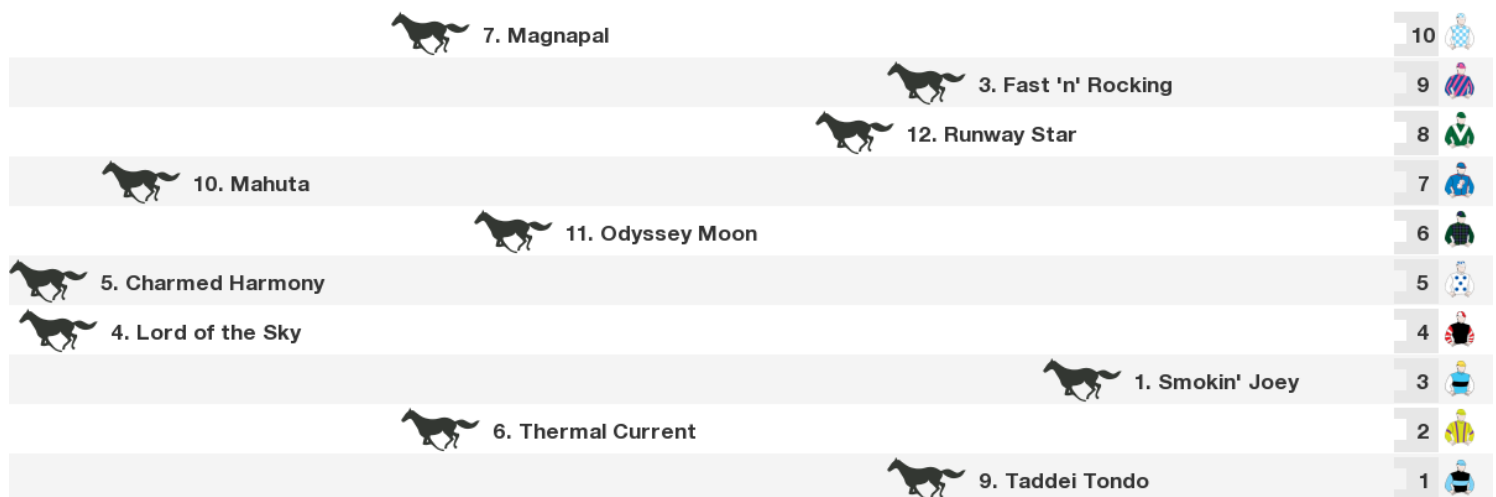 7. Magnapal 10
3. Fast 'n' Rocking 9
12. Runway Star 8
10. Mahuta 7
11. Odyssey Moon 6
5. Charmed Harmony 5
4. Lord of the Sky 4
1. Smokin' Joey 3
6. Thermal Current 2
9. Taddei Tondo 1